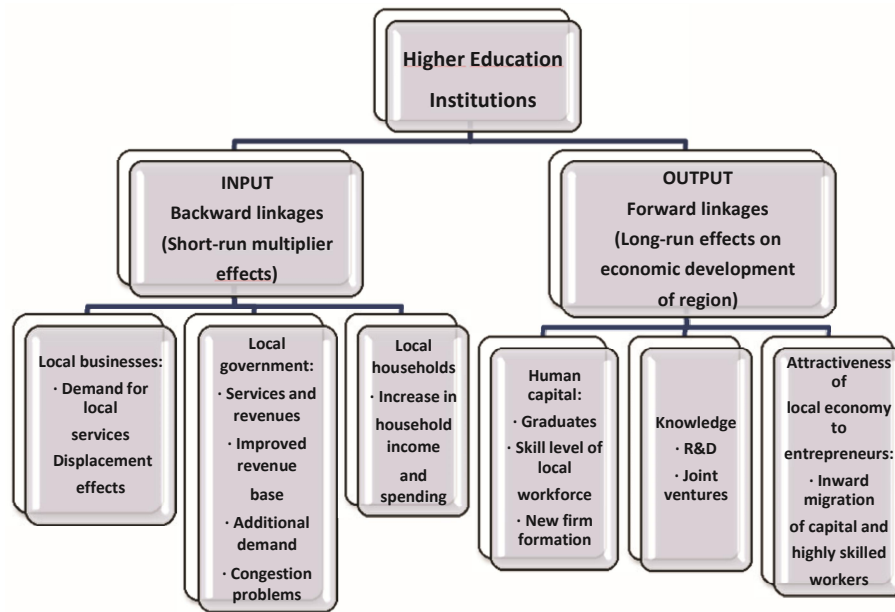 Higher Education
Institutions
INPUT
Backward linkages
(Short-run multiplier
effects)
OUTPUT
Forward linkages
(Long-run effects on
economic development
of region)
Local businesses:
· Demand for
local
services
Displacement
effects
Local
government:
· Services and
revenues
· Improved
revenue
base
· Additional
demand
· Congestion
problems
Local
households
· Increase in
household
income
and
spending
Human
capital:
· Graduates
· Skill level of
local
workforce
· New firm
formation
Knowledge
· R&D
· Joint
ventures
Attractiveness
of
local economy
to
entrepreneurs:
· Inward
migration
of capital and
highly skilled
workers